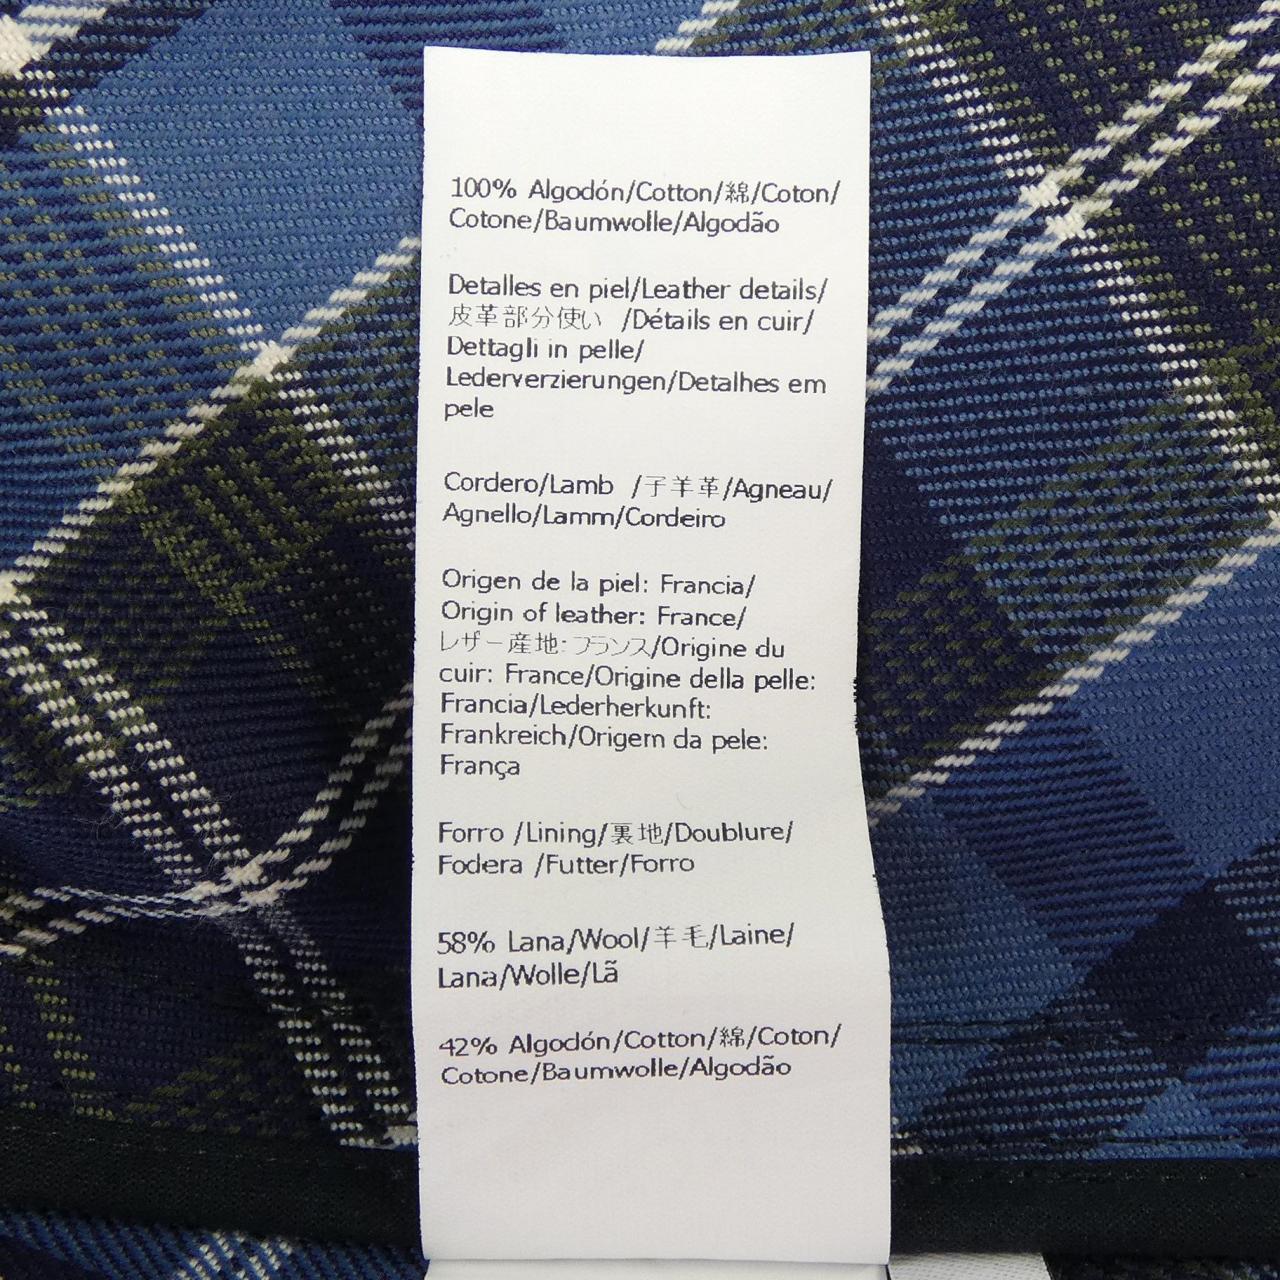 100% Algodón/Cotton/綿/Coton/
Cotone/Baumwolle/Algodão
Detalles en piel/Leather details/
皮革部分使い /Détails en cuir/
Dettagli in pelle/
Lederverzierungen/Detalhes em
pele
Cordero/Lamb /子羊革/Agneau/
Agnello/Lamm/Cordeiro
Origen de la piel: Francia/
Origin of leather: France/
レザー産地:フランス/Origine du
cuir: France/Origine della pelle:
Francia/Lederherkunft:
Frankreich/Origem da pele:
França
Forro /Lining/裏地/Doublure/
Fodera /Futter/Forro
58% Lana/Wool/羊毛/Laine/
Lana/Wolle/Lã
42% Algodón/Cotton/綿/Coton/
Cotone/Baumwolle/Algodão